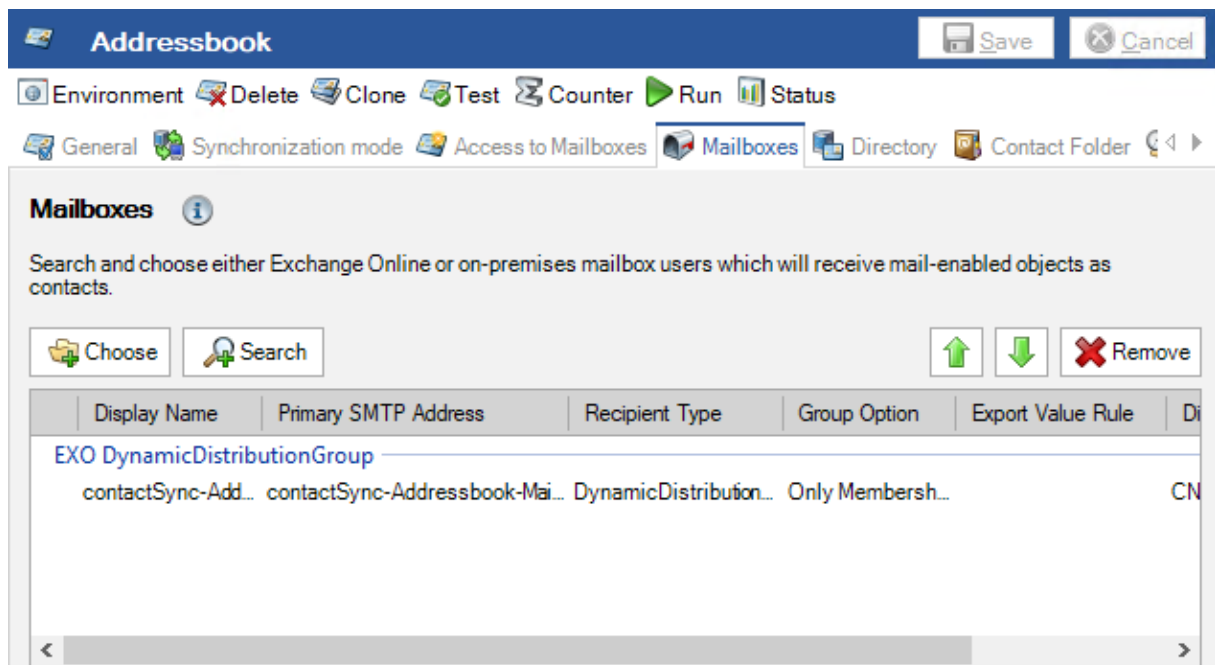 Addressbook Save Cancel
Environment Delete Clone Test Counter Run Status
General Synchronization mode Access to Mailboxes Mailboxes Directory Contact Folder
Mailboxes
Search and choose either Exchange Online or on-premises mailbox users which will receive mail-enabled objects as
contacts.
Choose Search Remove
Display Name Primary SMTP Address Recipient Type Group Option Export Value Rule Di
EXO DynamicDistributionGroup
contactSync-Add... contactSync-Addressbook-Mai... DynamicDistribution... Only Membersh... CN